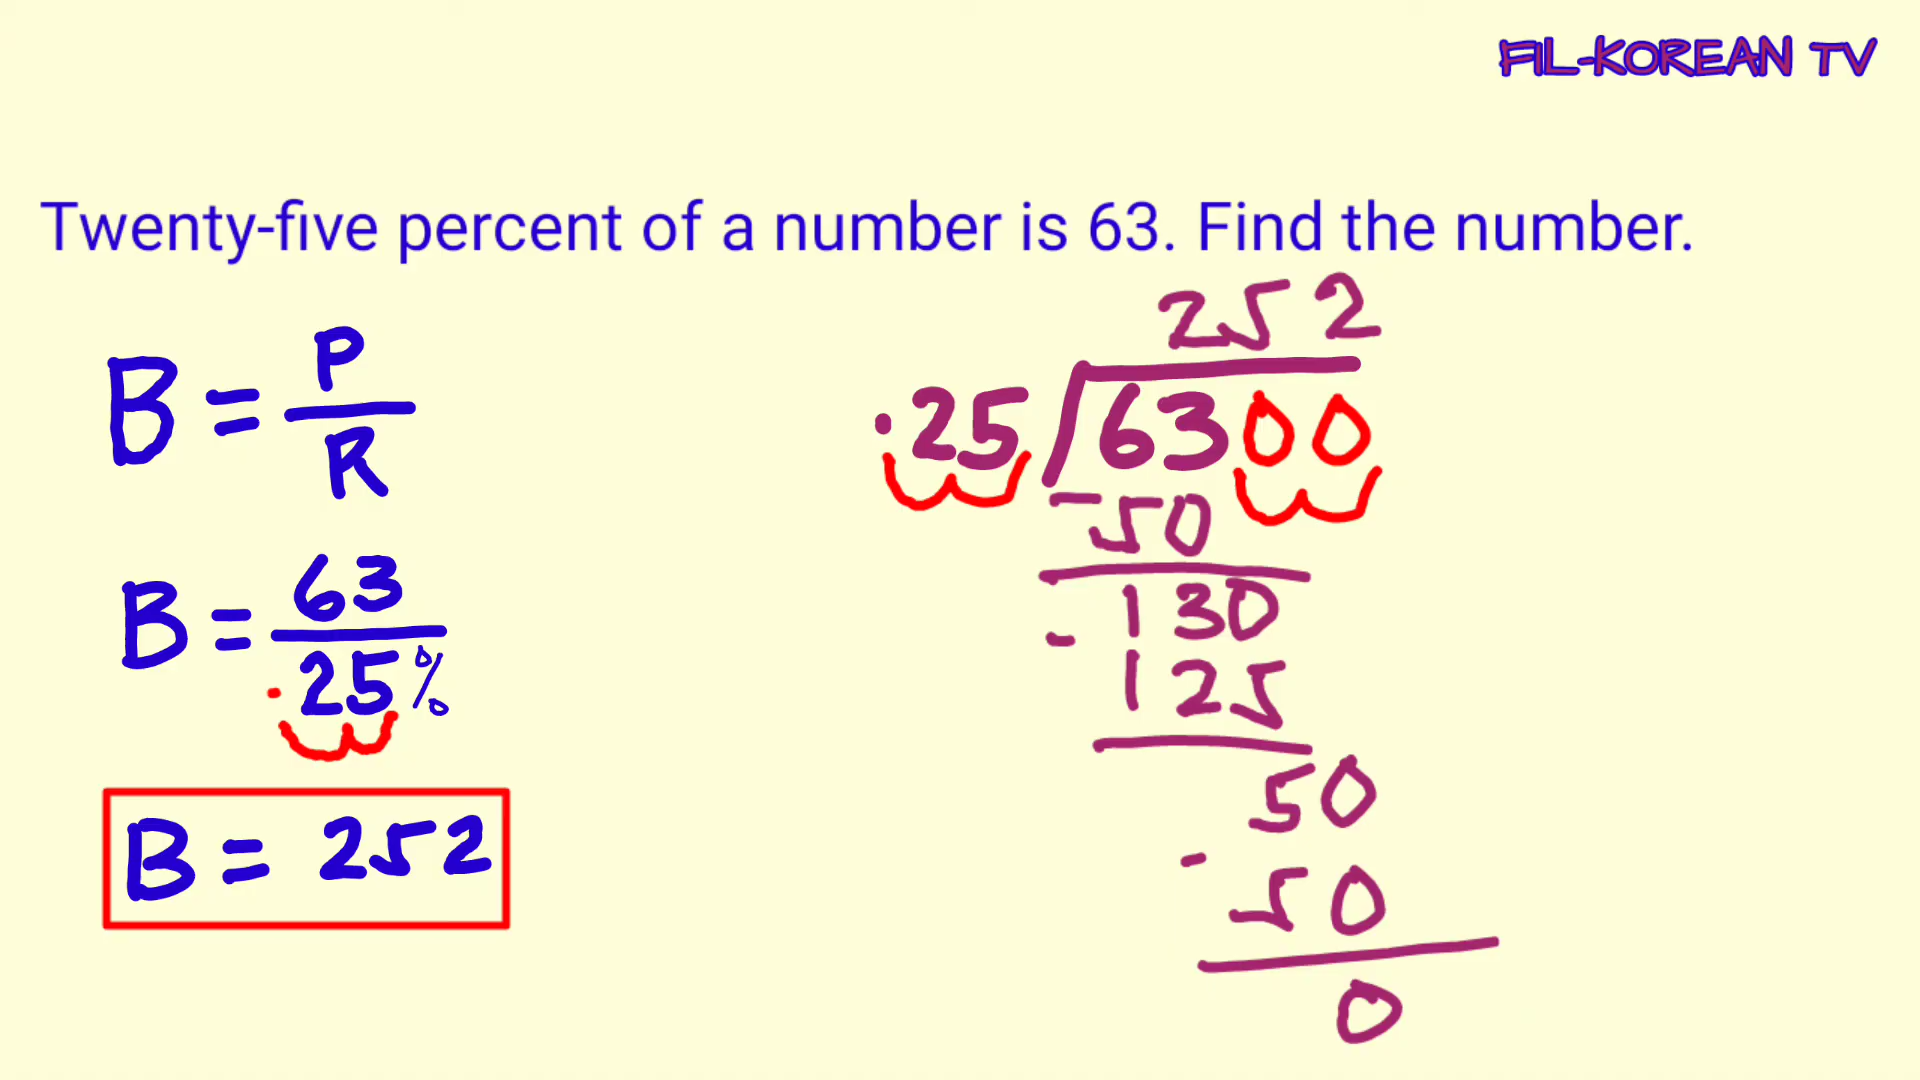 FIL-KOREAN TV
Twenty-five percent of a number is 63. Find the number.
B = P
R
B = 63
.25%
B = 252
252
.25 6300
- 50
130
- 125
50
- 50
0